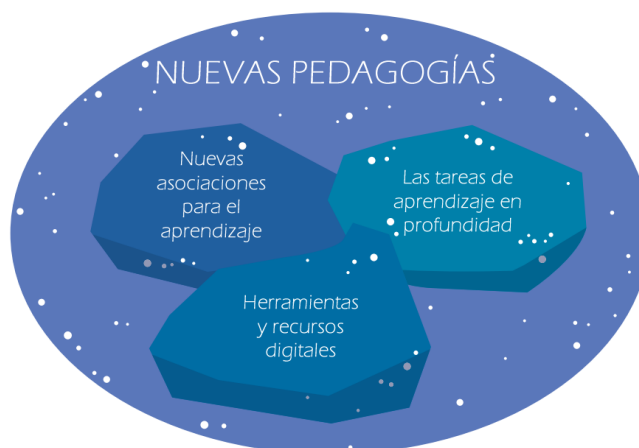 NUEVAS PEDAGOGÍAS
Nuevas
asociaciones
para el
aprendizaje
Las tareas de
aprendizaje en
profundidad
Herramientas
y recursos
digitales